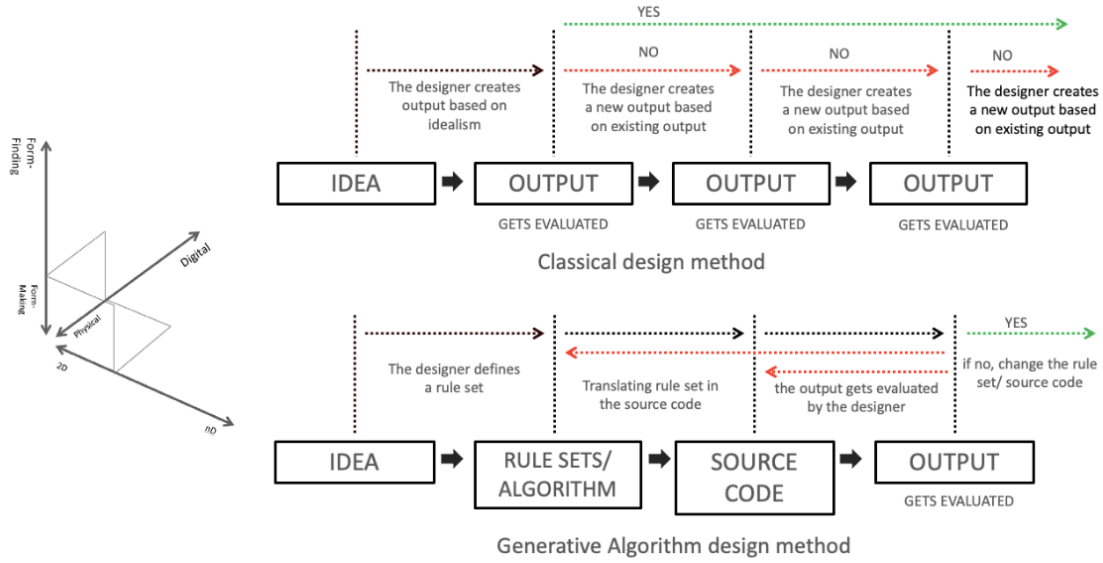 YES
NO
NO
NO
The designer creates
output based on
idealism
The designer creates
a new output based
on existing output
The designer creates
a new output based
on existing output
The designer creates
a new output based
on existing output
IDEA
OUTPUT
OUTPUT
OUTPUT
GETS EVALUATED
GETS EVALUATED
GETS EVALUATED
Classical design method
Form-
Finding
Form-
Making
Digital
Physical
2D
nD
YES
The designer defines
a rule set
Translating rule set in
the source code
the output gets evaluated
by the designer
if no, change the rule
set/ source code
IDEA
RULE SETS/
ALGORITHM
SOURCE
CODE
OUTPUT
GETS EVALUATED
Generative Algorithm design method